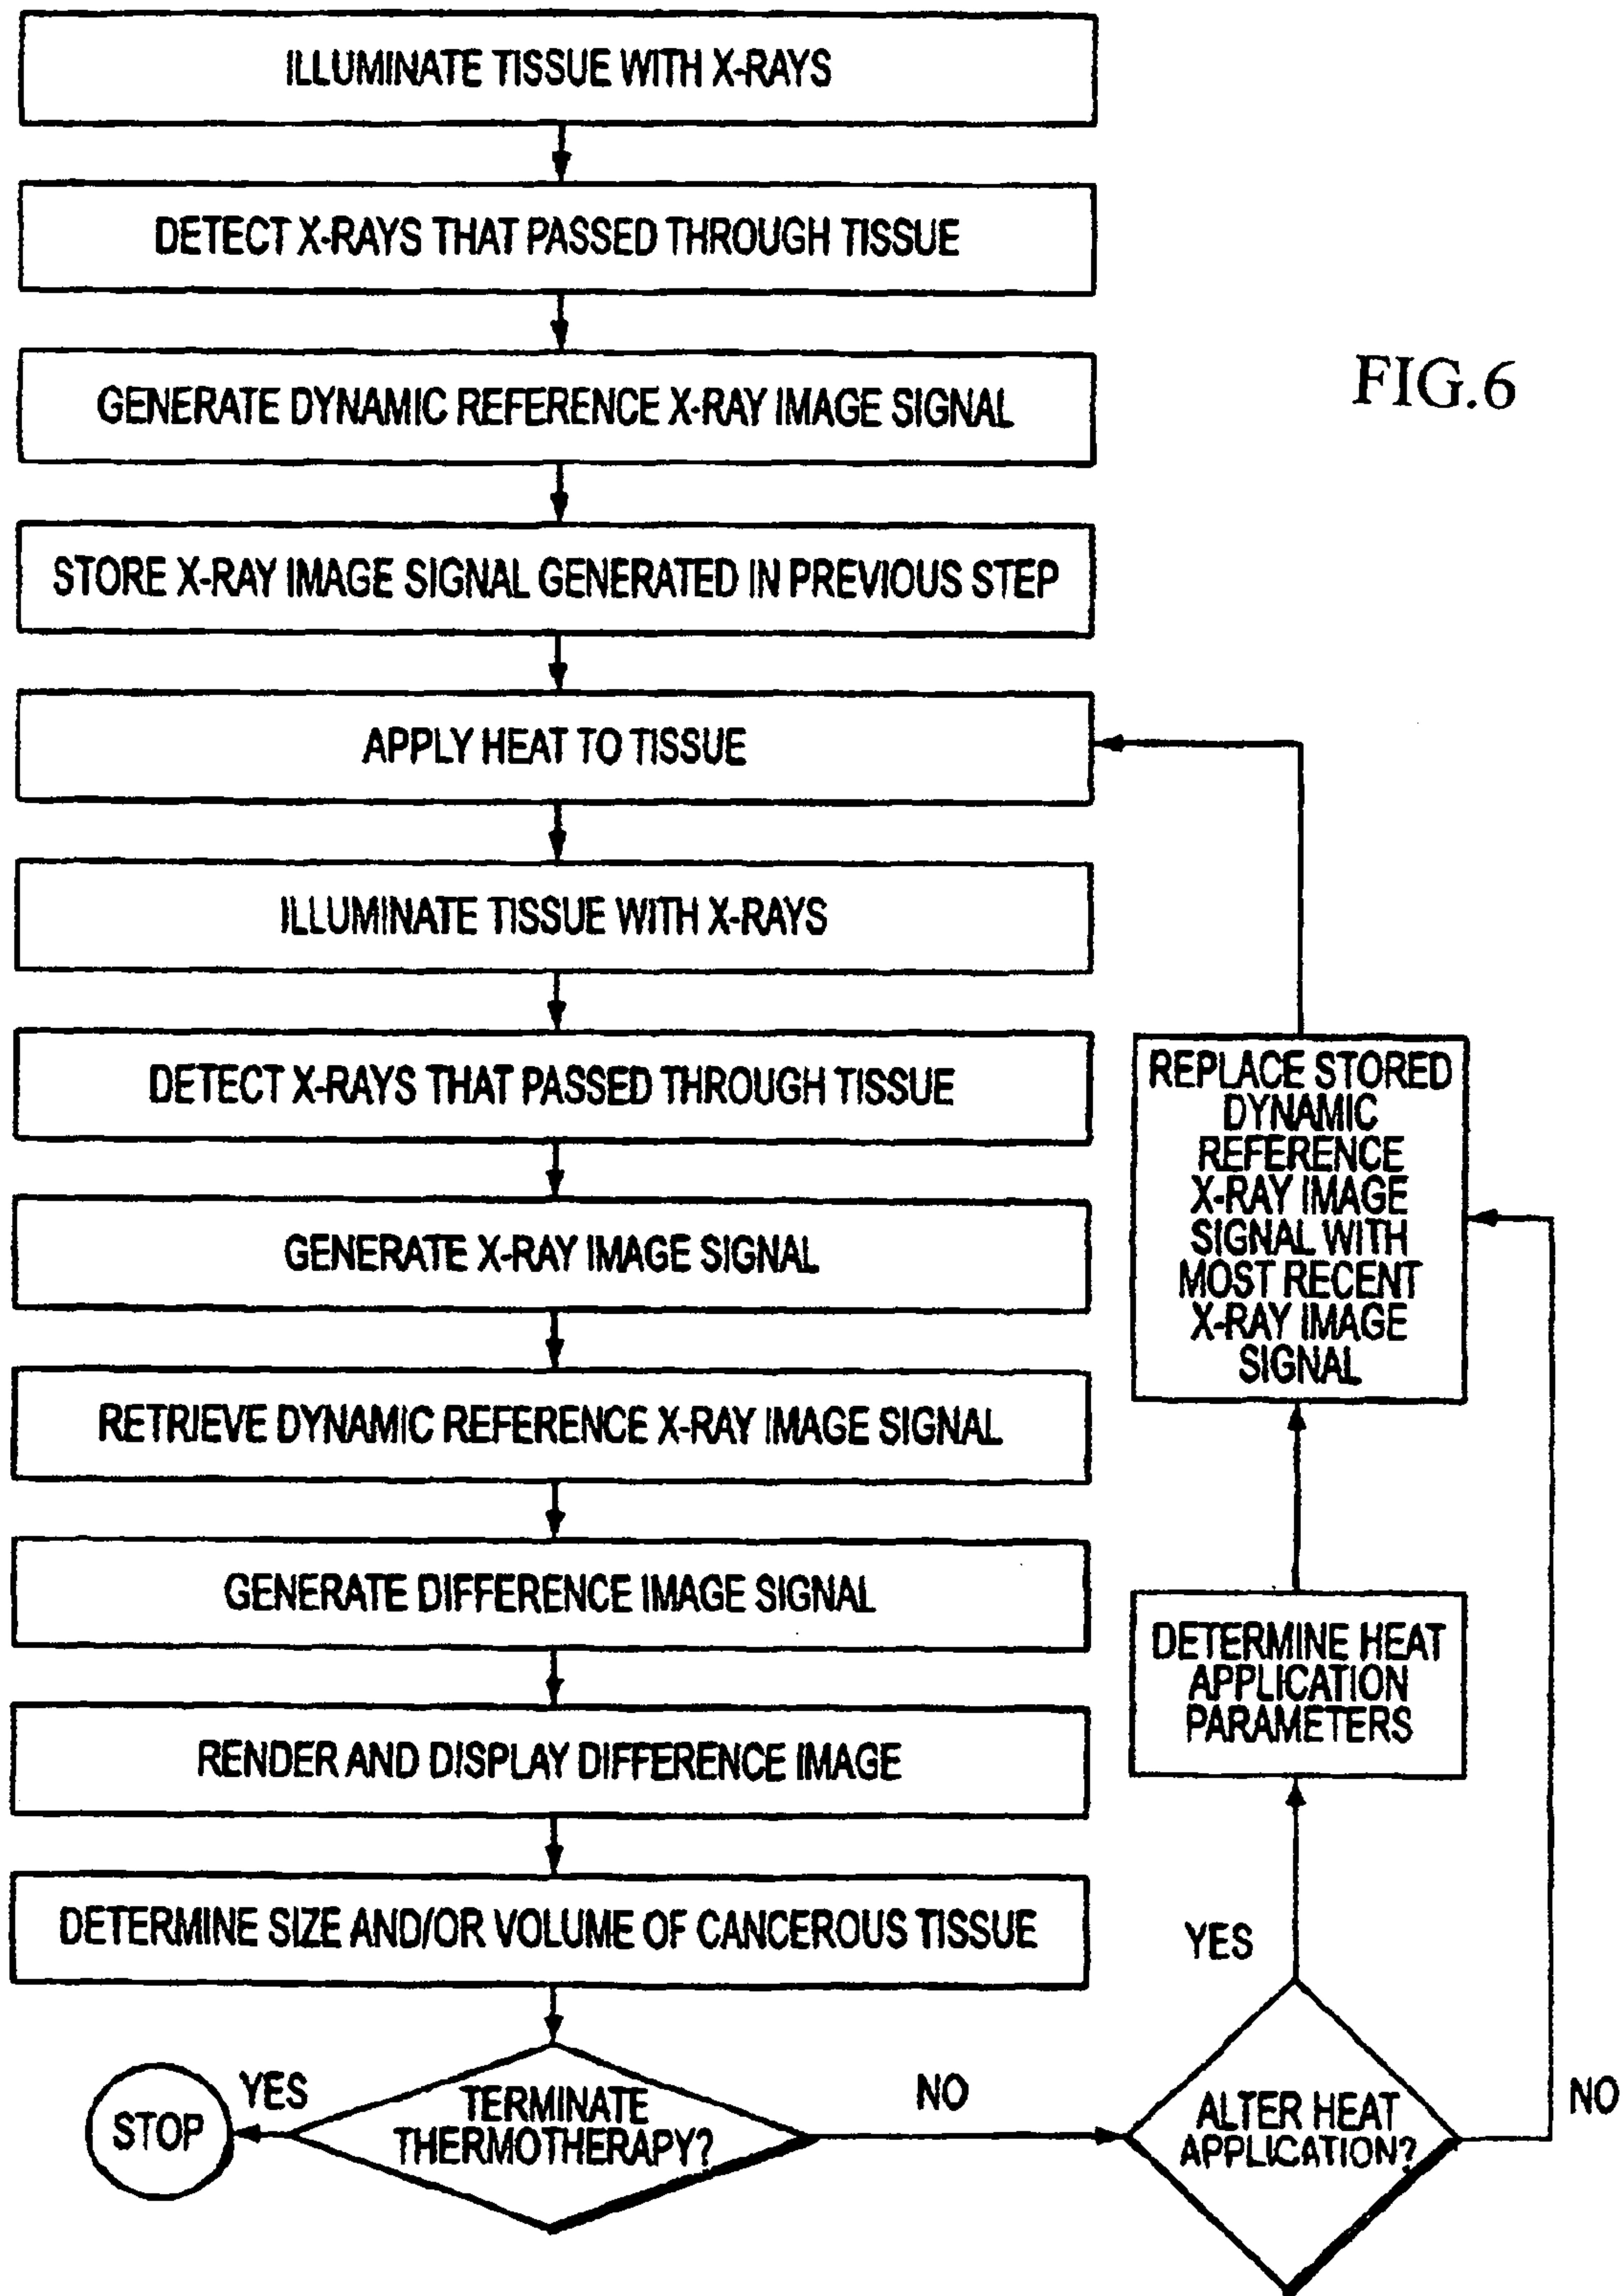 ILLUMINATE TISSUE WITH X-RAYS
DETECT X-RAYS THAT PASSED THROUGH TISSUE
GENERATE DYNAMIC REFERENCE X-RAY IMAGE SIGNAL
FIG.6
STORE X-RAY IMAGE SIGNAL GENERATED IN PREVIOUS STEP
APPLY HEAT TO TISSUE
ILLUMINATE TISSUE WITH X-RAYS
DETECT X-RAYS THAT PASSED THROUGH TISSUE
GENERATE X-RAY IMAGE SIGNAL
RETRIEVE DYNAMIC REFERENCE X-RAY IMAGE SIGNAL
GENERATE DIFFERENCE IMAGE SIGNAL
RENDER AND DISPLAY DIFFERENCE IMAGE
DETERMINE SIZE AND/OR VOLUME OF CANCEROUS TISSUE
TERMINATE
THERMOTHERAPY?
YES
STOP
NO
ALTER HEAT
APPLICATION?
YES
NO
DETERMINE HEAT
APPLICATION
PARAMETERS
REPLACE STORED
DYNAMIC
REFERENCE
X-RAY IMAGE
SIGNAL WITH
MOST RECENT
X-RAY IMAGE
SIGNAL